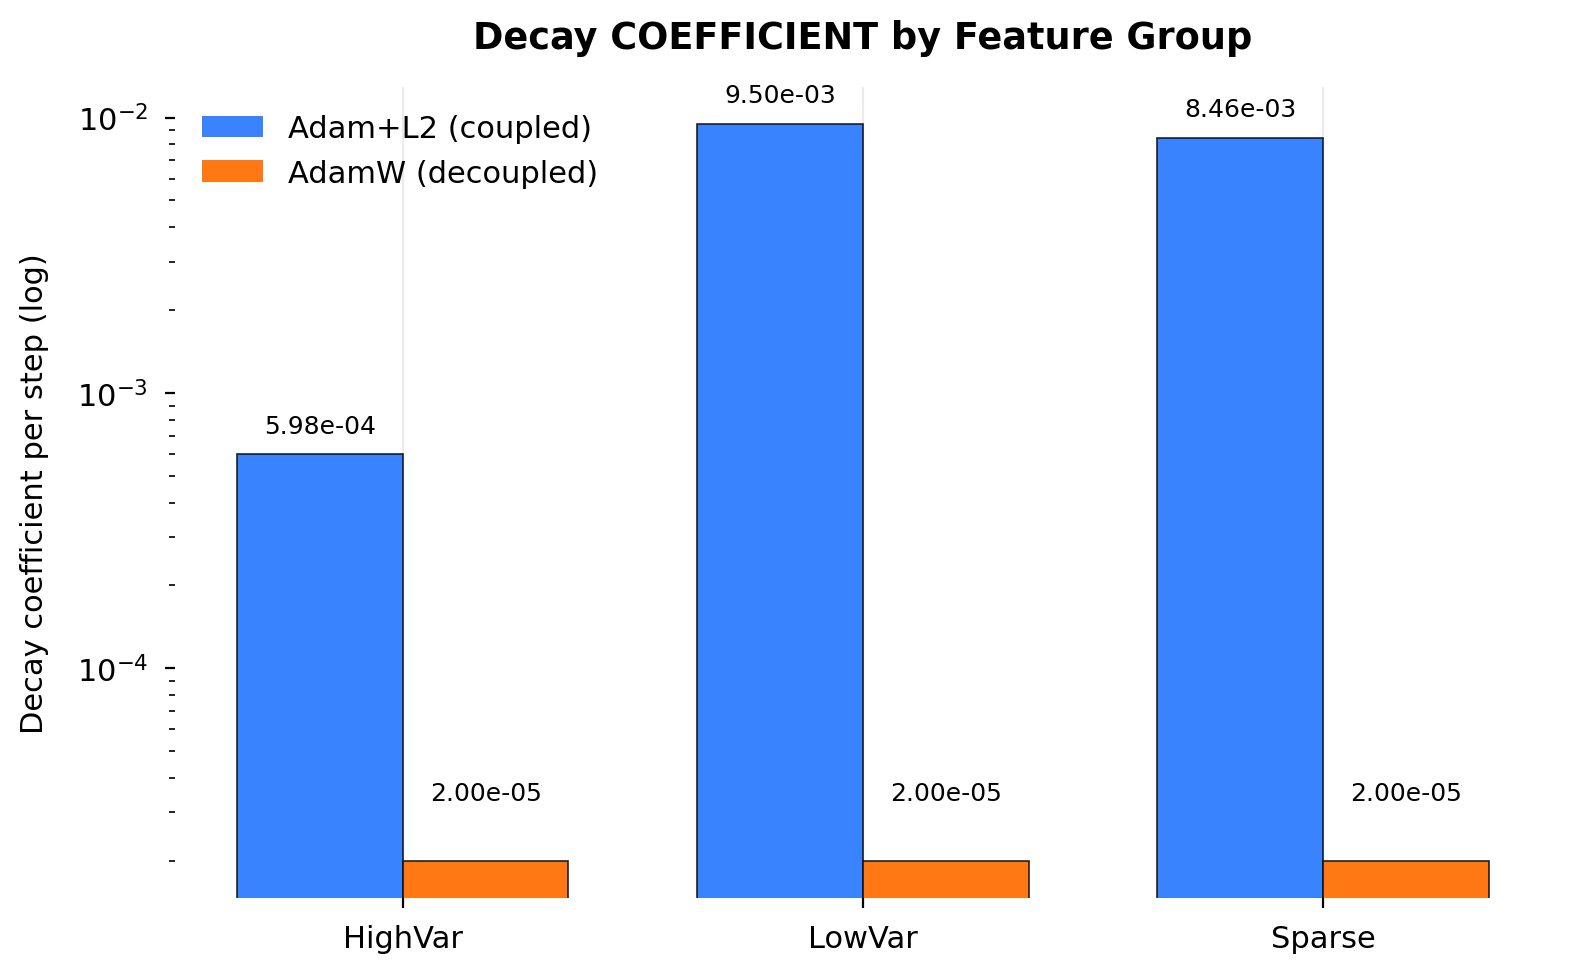 Decay COEFFICIENT by Feature Group
Decay coefficient per step (log)
10⁻²
10⁻³
10⁻⁴
Adam+L2 (coupled)
AdamW (decoupled)
5.98e-04
2.00e-05
9.50e-03
2.00e-05
8.46e-03
2.00e-05
HighVar
LowVar
Sparse